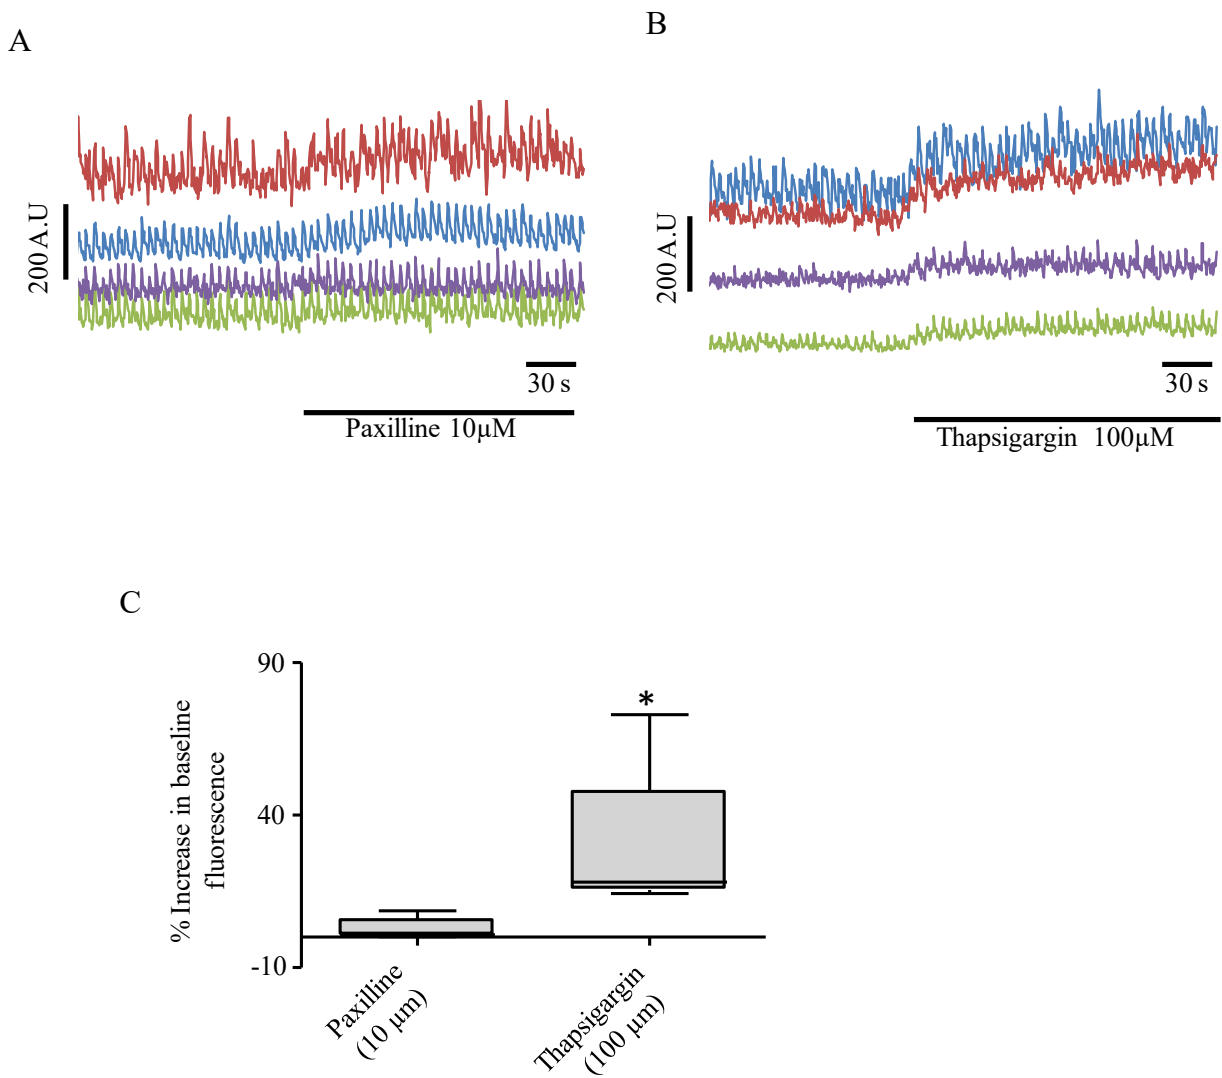 A
B
200 A.U
200 A.U
30 s
30 s
Paxilline 10µM
Thapsigargin 100µM
C
% Increase in baseline
fluorescence
90
*
40
-10
Paxilline
(10 µm)
Thapsigargin
(100 µm)